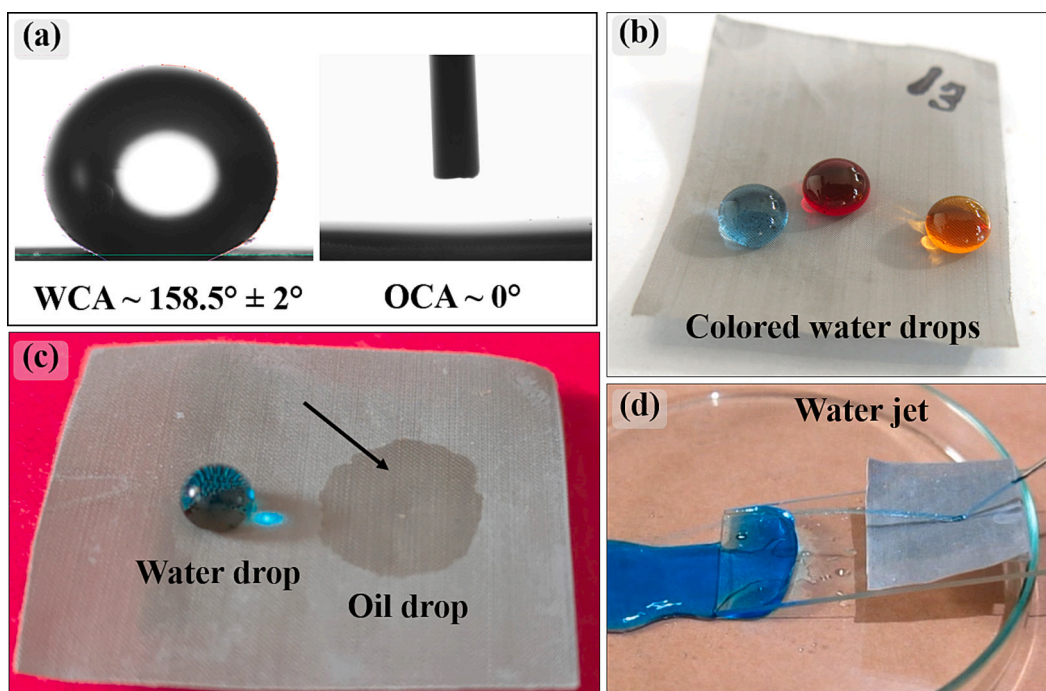 (a)
WCA ~ 158.5° ± 2°
OCA ~ 0°
(b)
13
Colored water drops
(c)
Water drop
Oil drop
(d)
Water jet